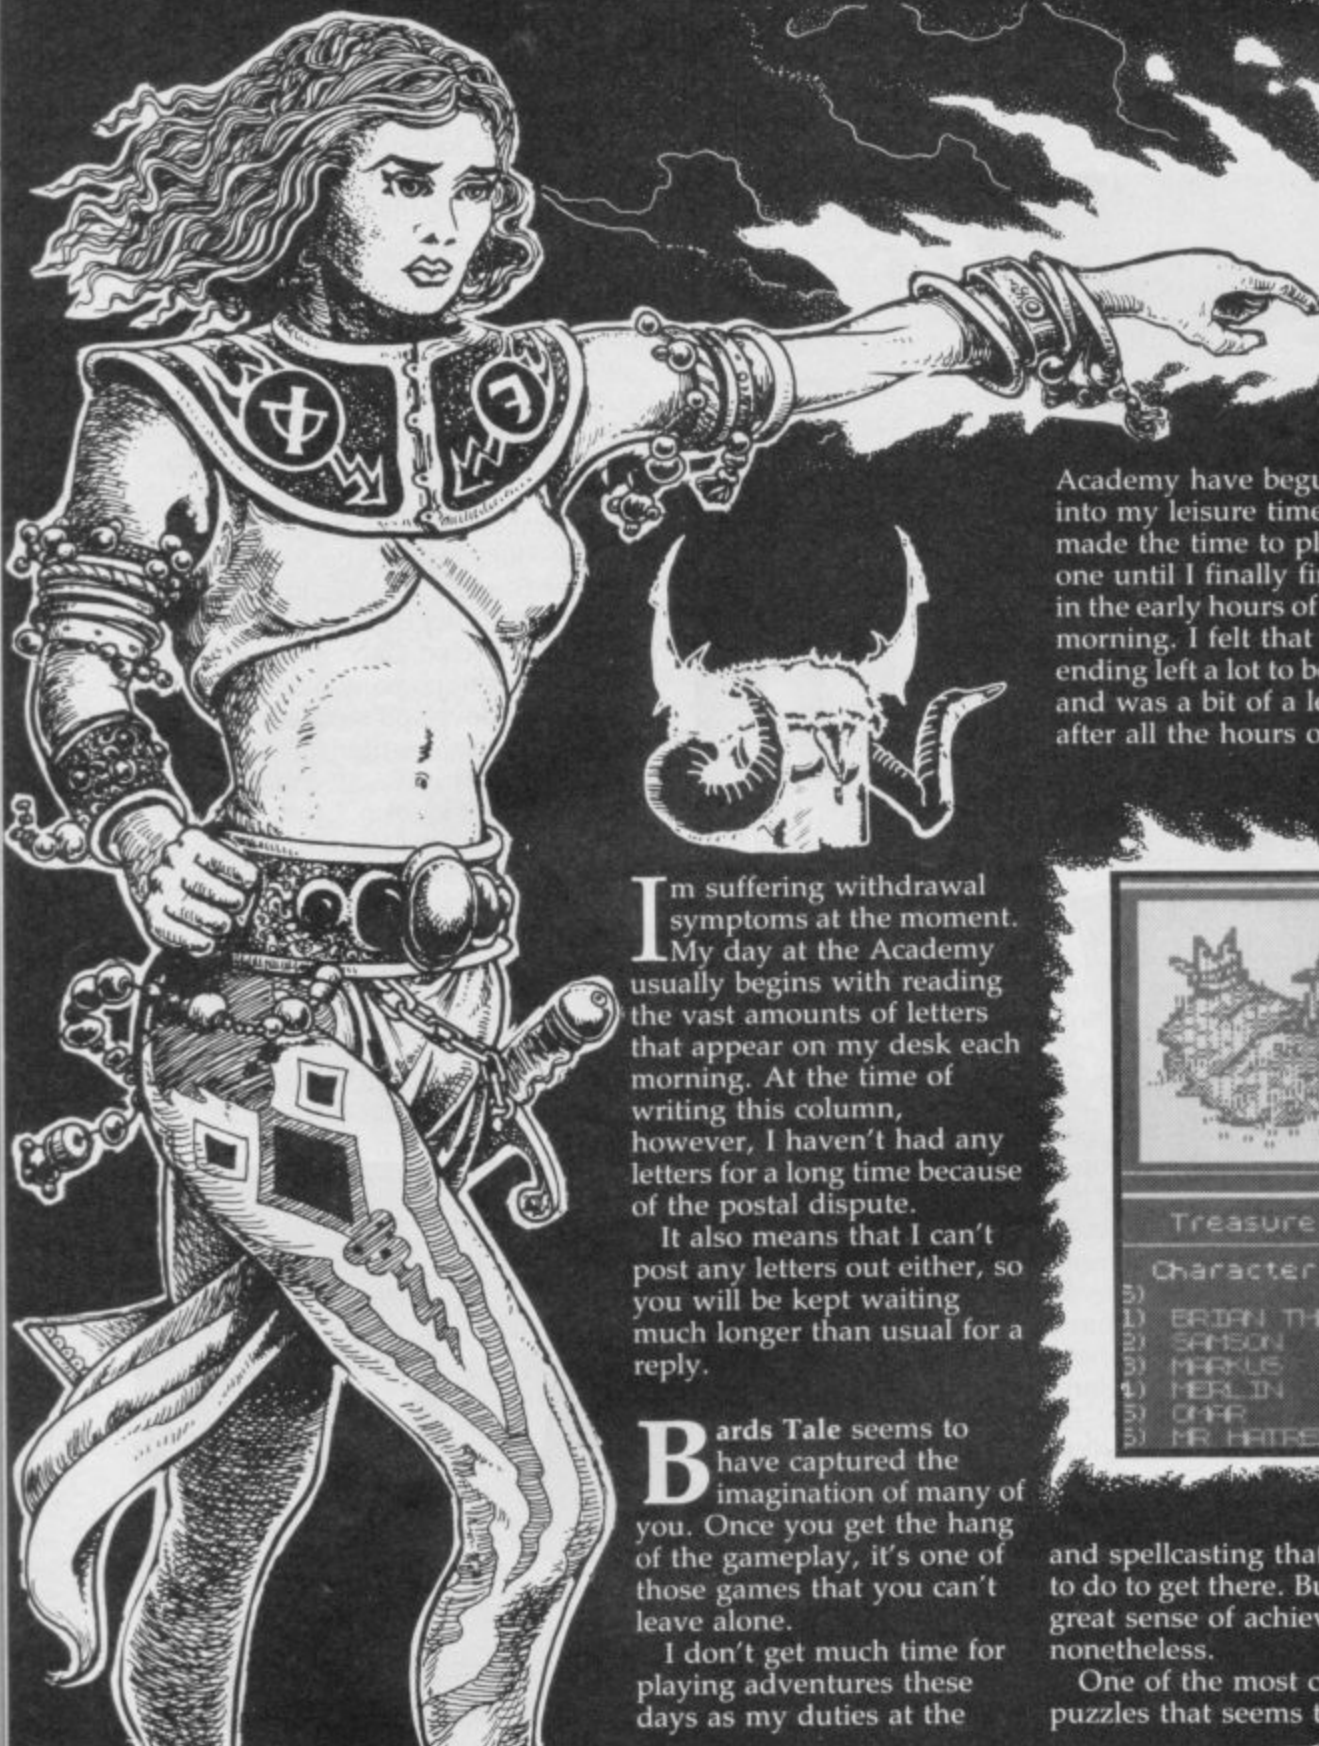 Im suffering withdrawal
symptoms at the moment.
My day at the Academy
usually begins with reading
the vast amounts of letters
that appear on my desk each
morning. At the time of
writing this column,
however, I haven't had any
letters for a long time because
of the postal dispute.
It also means that I can't
post any letters out either, so
you will be kept waiting
much longer than usual for a
reply.
Bards Tale seems to
have captured the
imagination of many of
you. Once you get the hang
of the gameplay, it's one of
those games that you can't
leave alone.
I don't get much time for
playing adventures these
days as my duties at the
Academy have begu
into my leisure time
made the time to pl
one until I finally fi
in the early hours of
morning. I felt that
ending left a lot to b
and was a bit of a le
after all the hours o
Treasure
Character
S)
1) BRIAN TH
2) SAMSON
3) MARKUS
4) MERLIN
5) OMAR
6) MR HATRE
and spellcasting tha
to do to get there. Bu
great sense of achiev
nonetheless.
One of the most c
puzzles that seems t